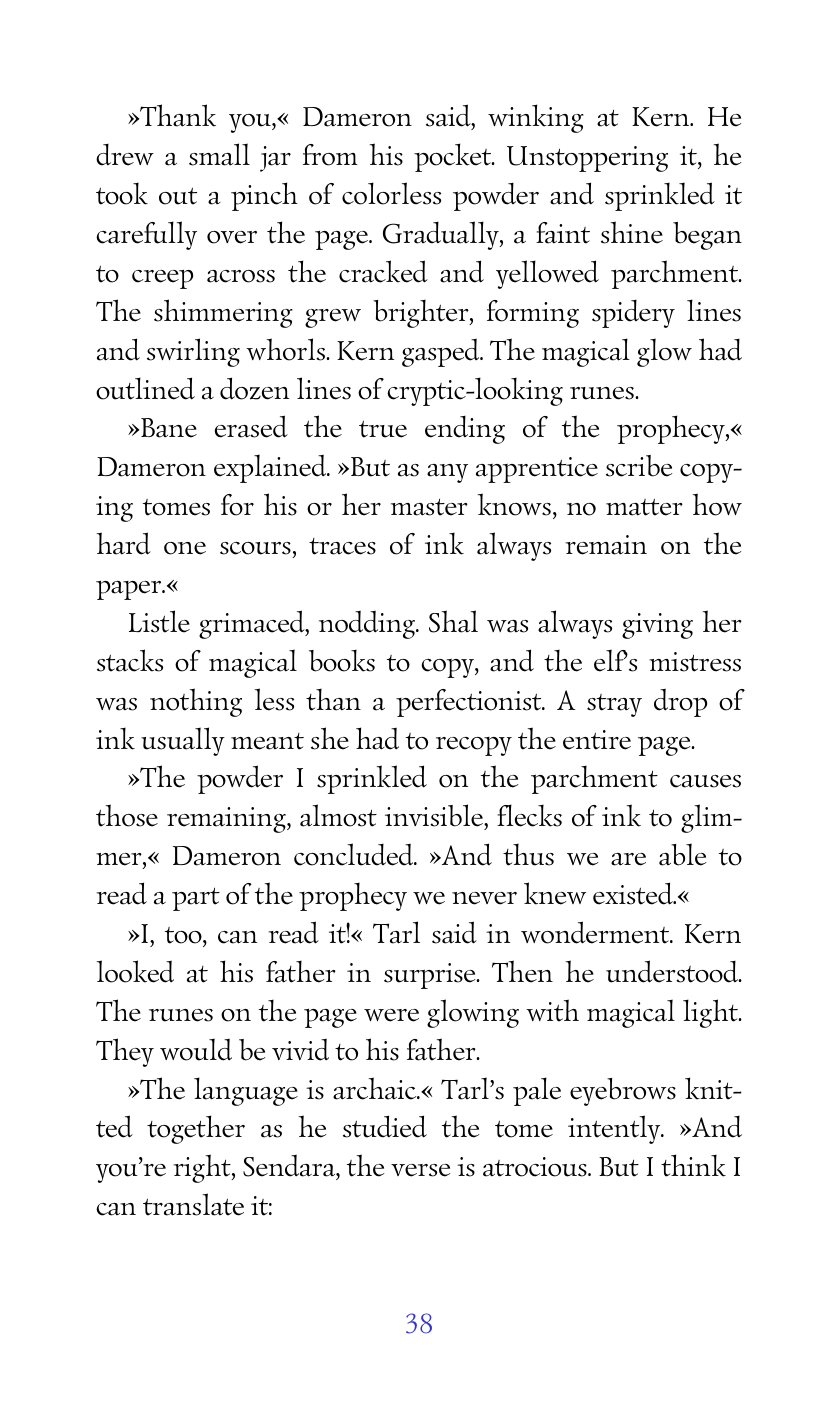 »Thank you,« Dameron said, winking at Kern. He
drew a small jar from his pocket. Unstoppering it, he
took out a pinch of colorless powder and sprinkled it
carefully over the page. Gradually, a faint shine began
to creep across the cracked and yellowed parchment.
The shimmering grew brighter, forming spidery lines
and swirling whorls. Kern gasped. The magical glow had
outlined a dozen lines of cryptic-looking runes.
»Bane erased the true ending of the prophecy,«
Dameron explained. »But as any apprentice scribe copy-
ing tomes for his or her master knows, no matter how
hard one scours, traces of ink always remain on the
paper.«
Listle grimaced, nodding. Shal was always giving her
stacks of magical books to copy, and the elf’s mistress
was nothing less than a perfectionist. A stray drop of
ink usually meant she had to recopy the entire page.
»The powder I sprinkled on the parchment causes
those remaining, almost invisible, flecks of ink to glim-
mer,« Dameron concluded. »And thus we are able to
read a part of the prophecy we never knew existed.«
»I, too, can read it!« Tarl said in wonderment. Kern
looked at his father in surprise. Then he understood.
The runes on the page were glowing with magical light.
They would be vivid to his father.
»The language is archaic.« Tarl’s pale eyebrows knit-
ted together as he studied the tome intently. »And
you’re right, Sendara, the verse is atrocious. But I think I
can translate it:
38